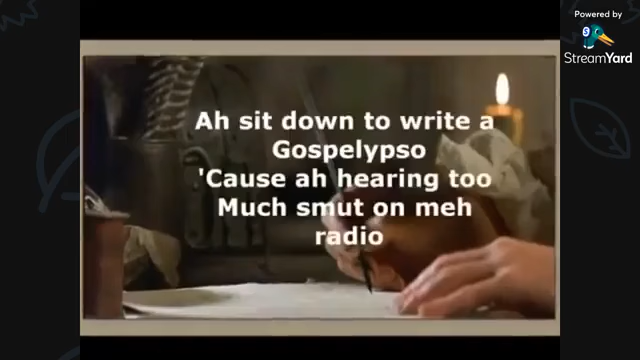 Powered by
StreamYard
Ah sit down to write a
Gospelypso
'Cause ah hearing too
Much smut on meh
radio